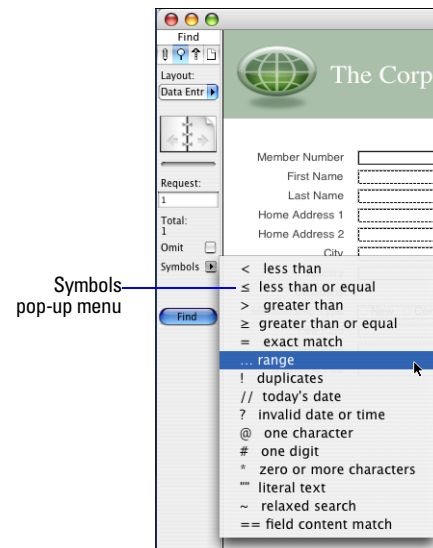 Find
The Corp
Layout:
Data Entr
Member Number
First Name
Request:
1
Last Name
Home Address 1
Total:
1
Home Address 2
Omit
City
Symbols
Symbols
pop-up menu
Find
< less than
≤ less than or equal
> greater than
≥ greater than or equal
= exact match
... range
! duplicates
// today's date
? invalid date or time
@ one character
# one digit
* zero or more characters
"" literal text
~ relaxed search
== field content match